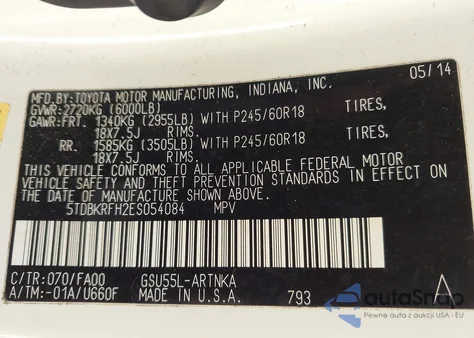 MFD. BY: TOYOTA MOTOR MANUFACTURING, INDIANA, INC. 05/14
GVWR: 2720KG (6000LB)
GAWR: FRT. 1340KG (2955LB) WITH P245/60R18 TIRES,
18X7.5J RIMS.
RR. 1585KG (3505LB) WITH P245/60R18 TIRES,
18X7.5J RIMS.
THIS VEHICLE CONFORMS TO ALL APPLICABLE FEDERAL MOTOR
VEHICLE SAFETY AND THEFT PREVENTION STANDARDS IN EFFECT ON
THE DATE OF MANUFACTURE SHOWN ABOVE.
5TDBKRFH2ES054084 MPV
C/TR: 070/FA00 GSU55L-ARTNKA
A/TM: -01A/U660F MADE IN U.S.A. 793 A
autoSnap
Pewne auta z aukcji USA i EU